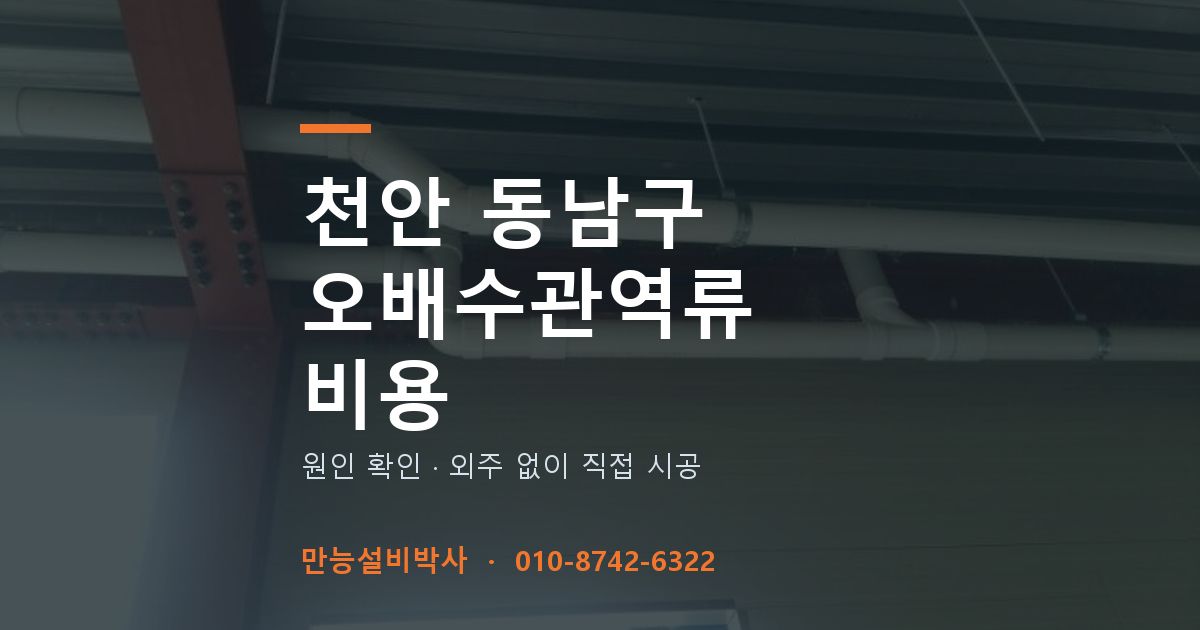 천안 동남구
오배수관역류
비용
원인 확인 · 외주 없이 직접 시공
만능설비박사 · 010-8742-6322